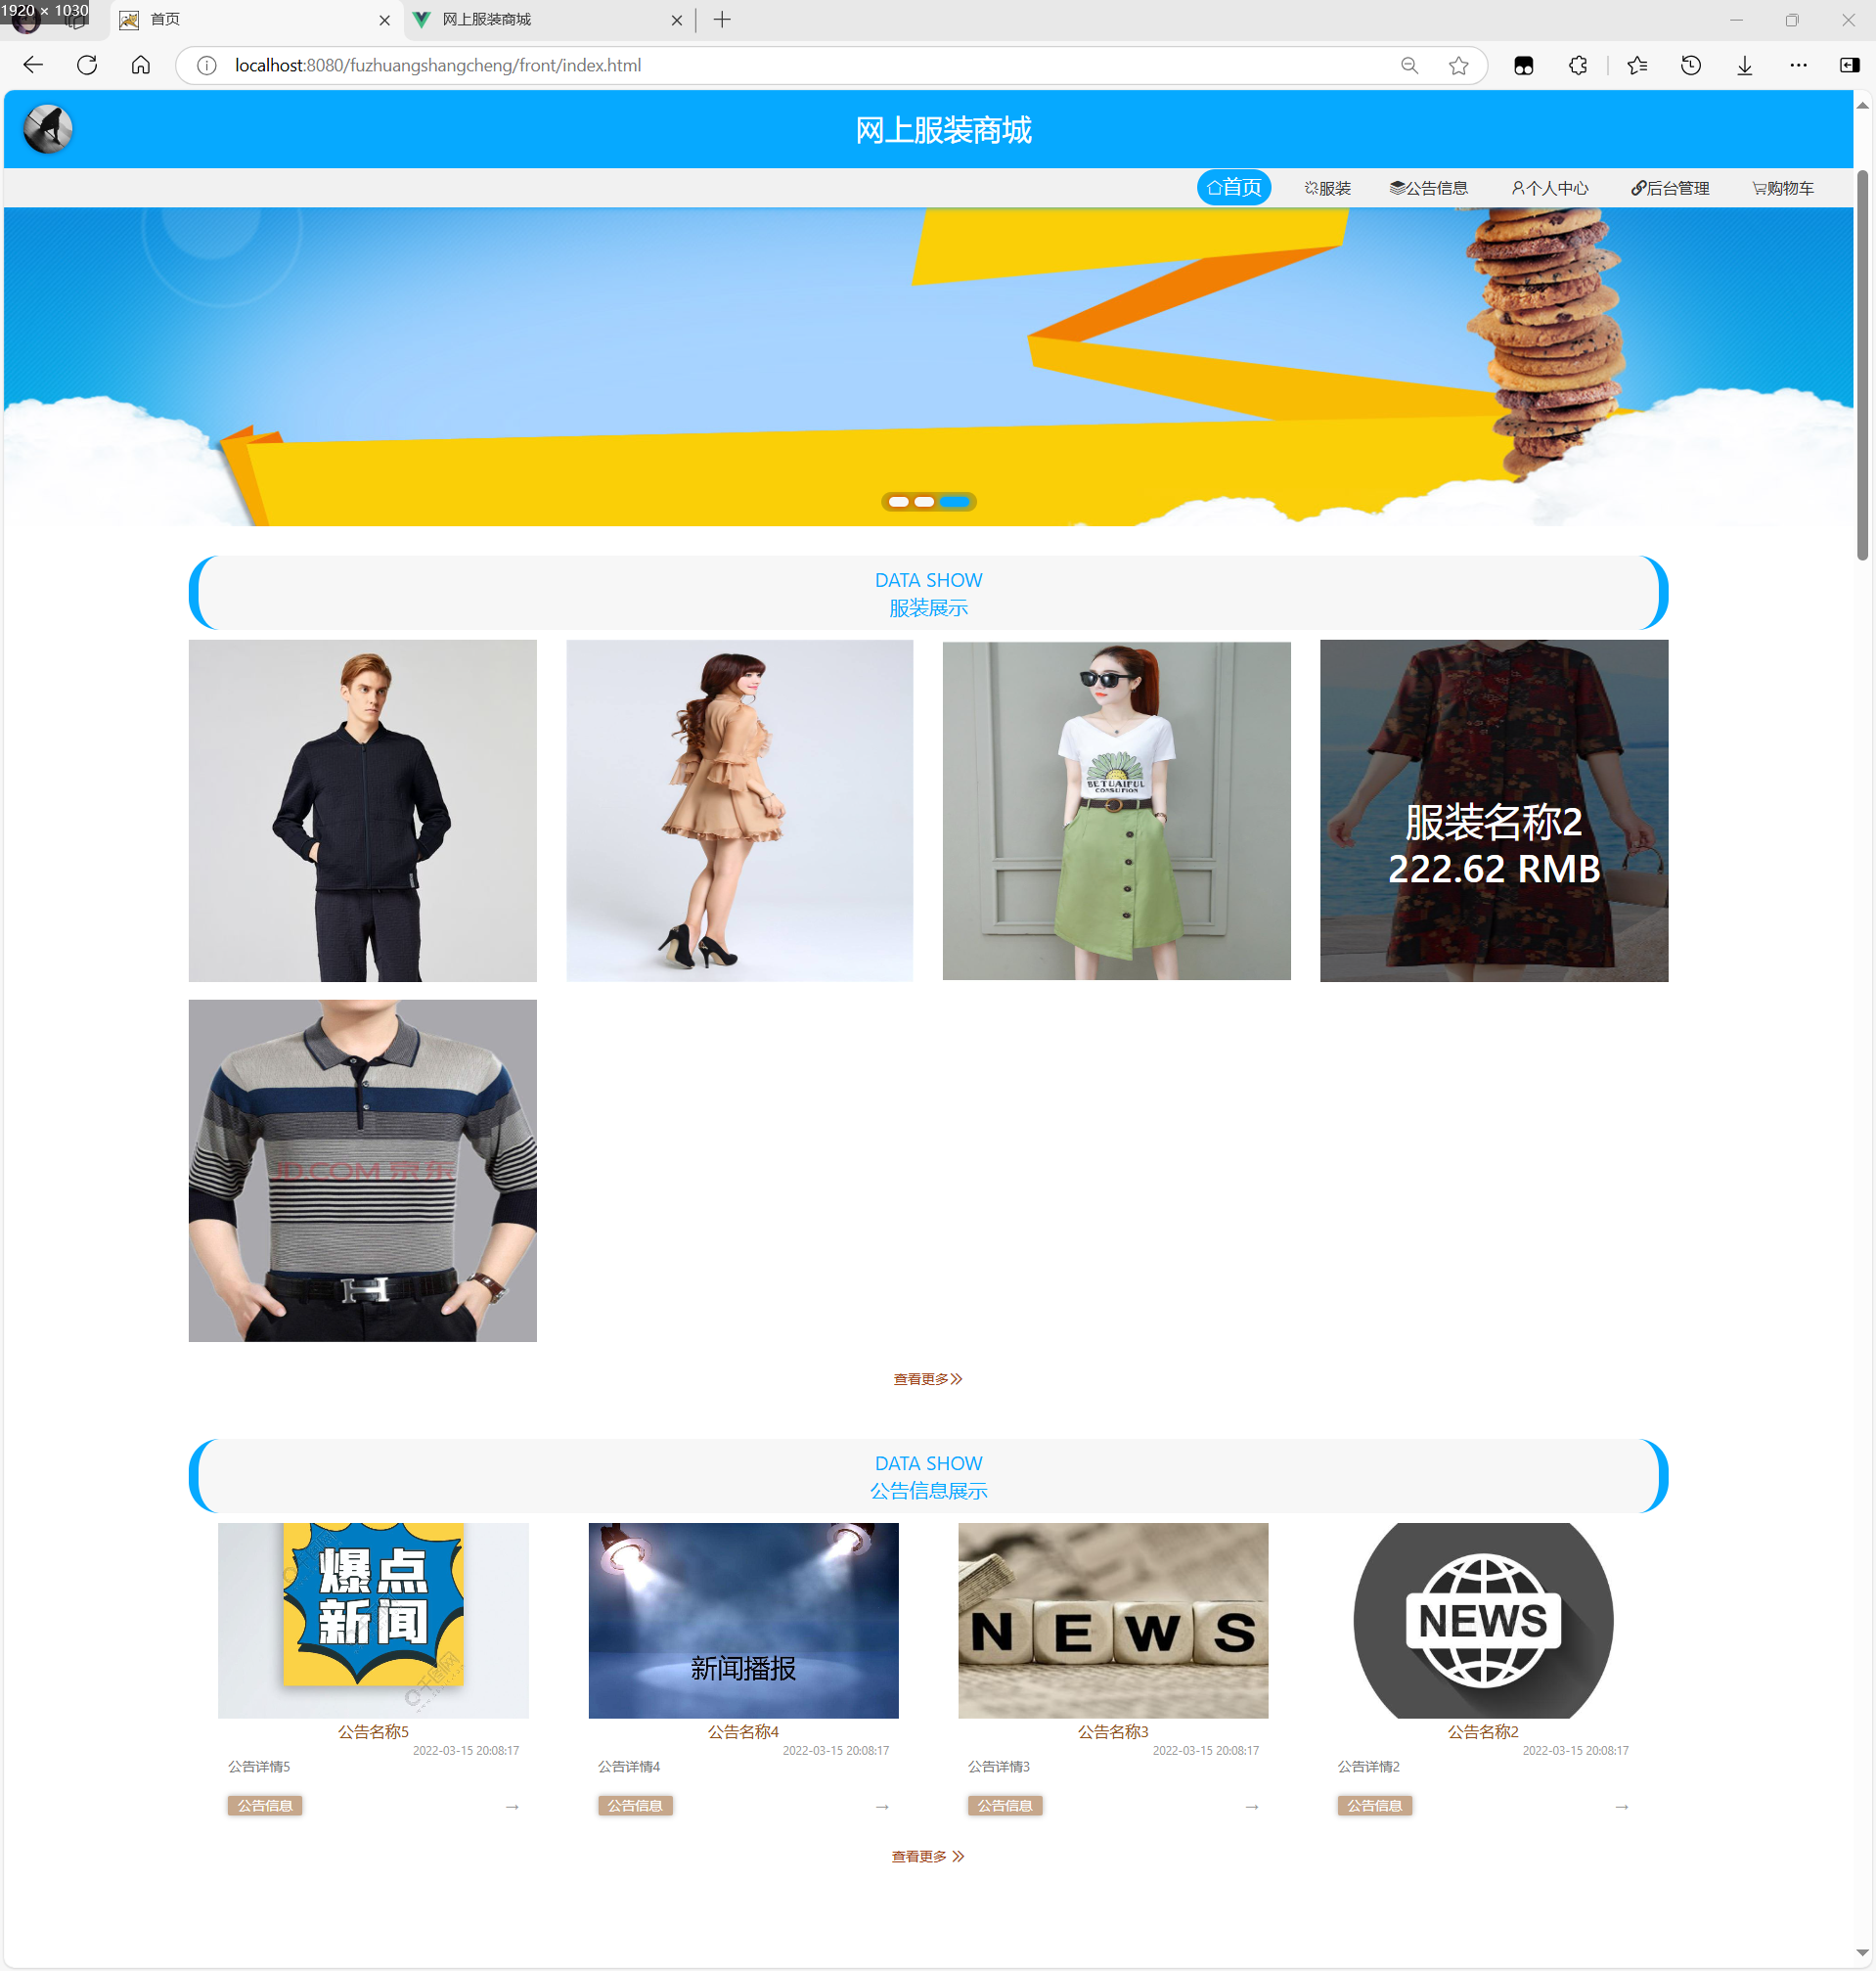 1920 × 1030
首页
网上服装商城
localhost:8080/fuzhuangshangcheng/front/index.html
网上服装商城
首页
服装
公告信息
个人中心
后台管理
购物车
DATA SHOW
服装展示
BE TUAIFUL
CONSUTION
服装名称2
222.62 RMB
JD.COM 京东
查看更多
DATA SHOW
公告信息展示
爆点
新闻
千图网
新闻播报
NEWS
NEWS
公告名称5
公告名称4
公告名称3
公告名称2
2022-03-15 20:08:17
2022-03-15 20:08:17
2022-03-15 20:08:17
2022-03-15 20:08:17
公告详情5
公告详情4
公告详情3
公告详情2
公告信息 →
公告信息 →
公告信息 →
公告信息 →
查看更多